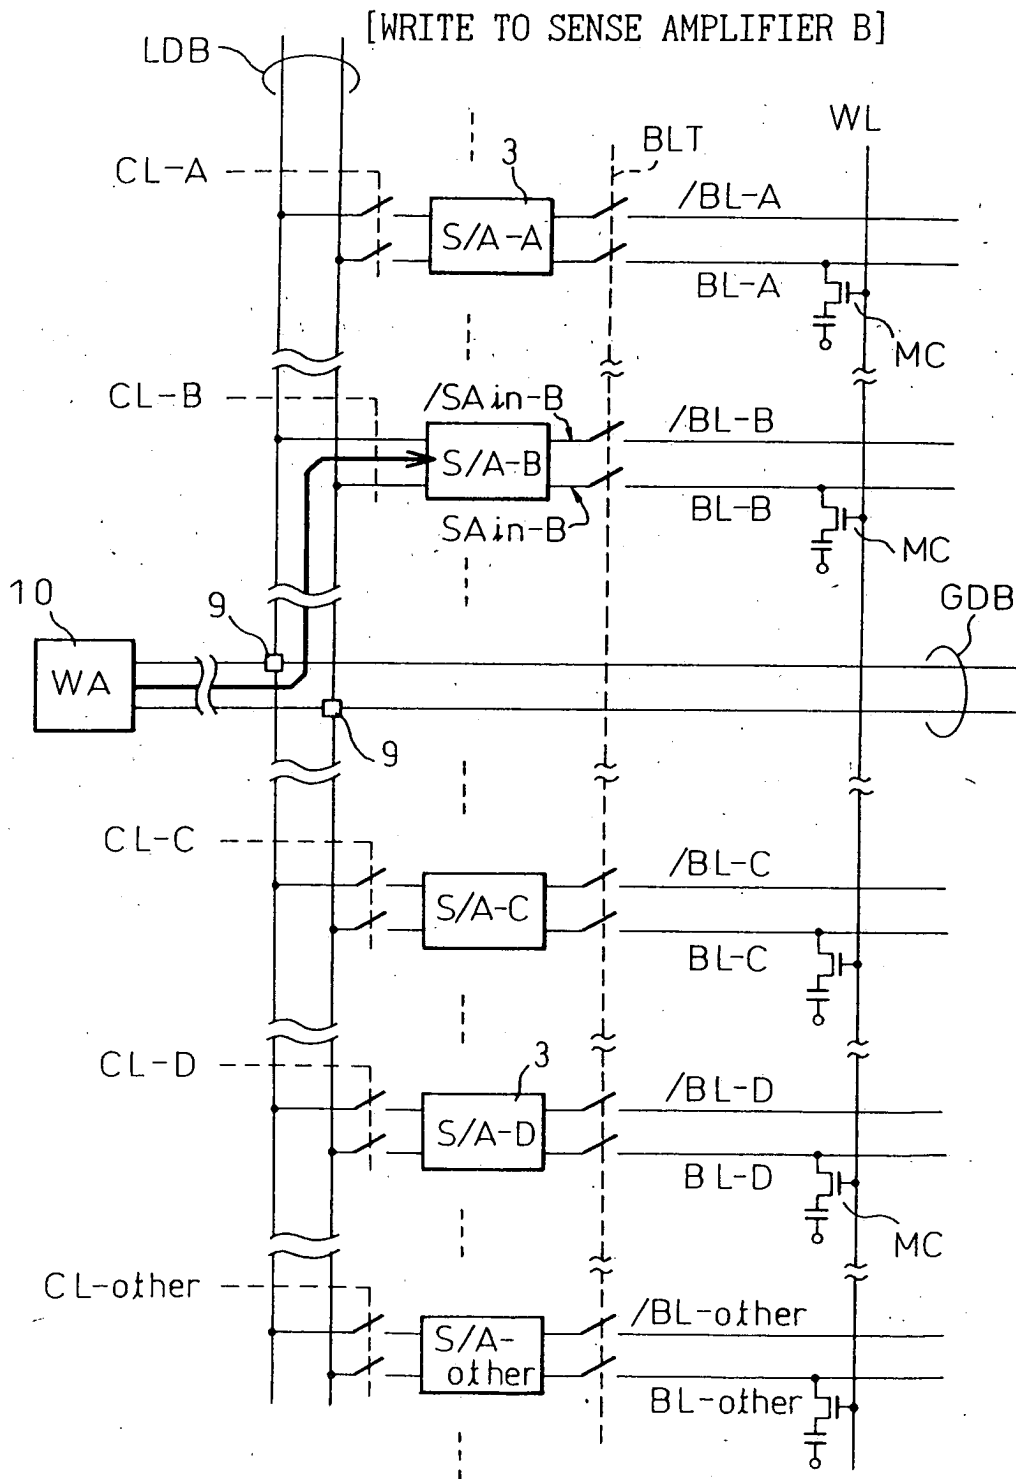 [WRITE TO SENSE AMPLIFIER B]
LDB
WL
CL-A
3
BLT
S/A-A
/BL-A
BL-A
MC
CL-B
/SAin-B
S/A-B
/BL-B
SAin-B
BL-B
MC
10
9
GDB
WA
9
CL-C
S/A-C
/BL-C
BL-C
CL-D
3
S/A-D
/BL-D
BL-D
MC
CL-other
S/A-
other
/BL-other
BL-other